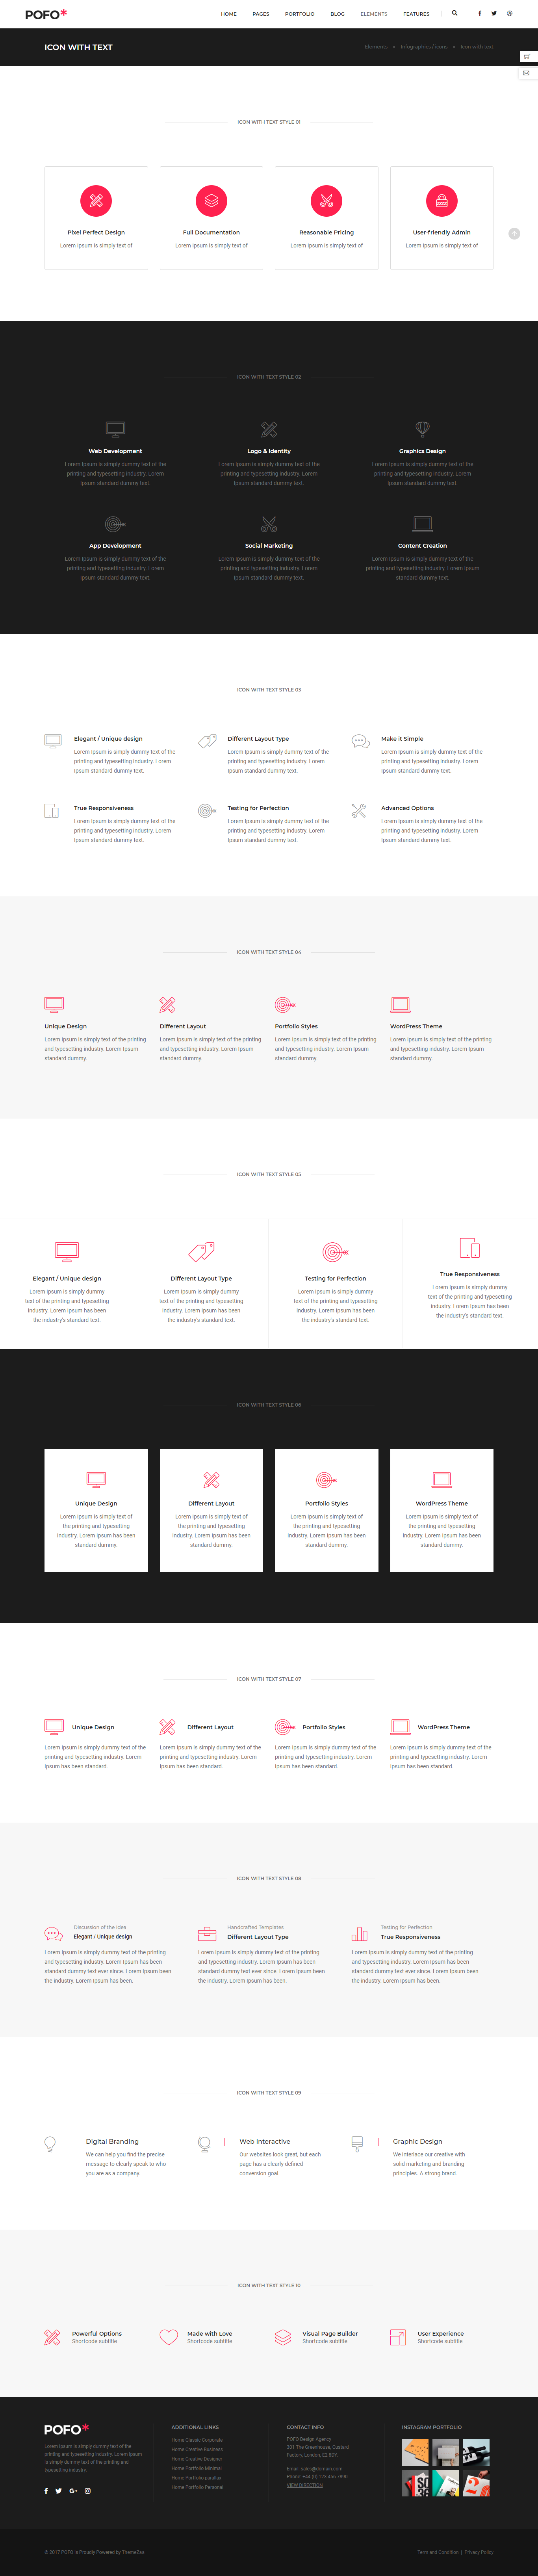 POFO*
HOME PAGES PORTFOLIO BLOG ELEMENTS FEATURES
ICON WITH TEXT
Elements Infographics / Icons Icon with text
ICON WITH TEXT STYLE 01
Pixel Perfect Design
Lorem Ipsum is simply text of
Full Documentation
Lorem Ipsum is simply text of
Reasonable Pricing
Lorem Ipsum is simply text of
User-friendly Admin
Lorem Ipsum is simply text of
ICON WITH TEXT STYLE 02
Web Development
Lorem Ipsum is simply dummy text of the
printing and typesetting industry. Lorem
Ipsum standard dummy text.
Logo & Identity
Lorem Ipsum is simply dummy text of the
printing and typesetting industry. Lorem
Ipsum standard dummy text.
Graphics Design
Lorem Ipsum is simply dummy text of the
printing and typesetting industry. Lorem
Ipsum standard dummy text.
App Development
Lorem Ipsum is simply dummy text of the
printing and typesetting industry. Lorem
Ipsum standard dummy text.
Social Marketing
Lorem Ipsum is simply dummy text of the
printing and typesetting industry. Lorem
Ipsum standard dummy text.
Content Creation
Lorem Ipsum is simply dummy text of the
printing and typesetting industry. Lorem Ipsum
standard dummy text.
ICON WITH TEXT STYLE 03
Elegant / Unique design
Lorem Ipsum is simply dummy text of the
printing and typesetting industry. Lorem
Ipsum standard dummy text.
Different Layout Type
Lorem Ipsum is simply dummy text of the
printing and typesetting industry. Lorem
Ipsum standard dummy text.
Make it Simple
Lorem Ipsum is simply dummy text of the
printing and typesetting industry. Lorem
Ipsum standard dummy text.
True Responsiveness
Lorem Ipsum is simply dummy text of the
printing and typesetting industry. Lorem
Ipsum standard dummy text.
Testing for Perfection
Lorem Ipsum is simply dummy text of the
printing and typesetting industry. Lorem
Ipsum standard dummy text.
Advanced Options
Lorem Ipsum is simply dummy text of the
printing and typesetting industry. Lorem
Ipsum standard dummy text.
ICON WITH TEXT STYLE 04
Unique Design
Lorem Ipsum is simply text of the printing
and typesetting industry. Lorem Ipsum
standard dummy.
Different Layout
Lorem Ipsum is simply text of the printing
and typesetting industry. Lorem Ipsum
standard dummy.
Portfolio Styles
Lorem Ipsum is simply text of the printing
and typesetting industry. Lorem Ipsum
standard dummy.
WordPress Theme
Lorem Ipsum is simply text of the printing
and typesetting industry. Lorem Ipsum
standard dummy.
ICON WITH TEXT STYLE 05
Elegant / Unique design
Lorem Ipsum is simply dummy
text of the printing and typesetting
industry. Lorem Ipsum has been
the industry's standard text.
Different Layout Type
Lorem Ipsum is simply dummy
text of the printing and typesetting
industry. Lorem Ipsum has been
the industry's standard text.
Testing for Perfection
Lorem Ipsum is simply dummy
text of the printing and typesetting
industry. Lorem Ipsum has been
the industry's standard text.
True Responsiveness
Lorem Ipsum is simply dummy
text of the printing and typesetting
industry. Lorem Ipsum has been
the industry's standard text.
ICON WITH TEXT STYLE 06
Unique Design
Lorem Ipsum is simply text of
the printing and typesetting
industry. Lorem Ipsum has been
standard dummy.
Different Layout
Lorem Ipsum is simply text of
the printing and typesetting
industry. Lorem Ipsum has been
standard dummy.
Portfolio Styles
Lorem Ipsum is simply text of
the printing and typesetting
industry. Lorem Ipsum has been
standard dummy.
WordPress Theme
Lorem Ipsum is simply text of
the printing and typesetting
industry. Lorem Ipsum has been
standard dummy.
ICON WITH TEXT STYLE 07
Unique Design
Lorem Ipsum is simply dummy text of the
printing and typesetting industry. Lorem
Ipsum has been standard.
Different Layout
Lorem Ipsum is simply dummy text of the
printing and typesetting industry. Lorem
Ipsum has been standard.
Portfolio Styles
Lorem Ipsum is simply dummy text of the
printing and typesetting industry. Lorem
Ipsum has been standard.
WordPress Theme
Lorem Ipsum is simply dummy text of the
printing and typesetting industry. Lorem
Ipsum has been standard.
ICON WITH TEXT STYLE 08
Discussion of the Idea
Elegant / Unique design
Lorem Ipsum is simply dummy text of the printing
and typesetting industry. Lorem Ipsum has been
standard dummy text ever since. Lorem Ipsum been
the industry. Lorem Ipsum has been.
Handcrafted Templates
Different Layout Type
Lorem Ipsum is simply dummy text of the printing
and typesetting industry. Lorem Ipsum has been
standard dummy text ever since. Lorem Ipsum been
the industry. Lorem Ipsum has been.
Testing for Perfection
True Responsiveness
Lorem Ipsum is simply dummy text of the printing
and typesetting industry. Lorem Ipsum has been
standard dummy text ever since. Lorem Ipsum been
the industry. Lorem Ipsum has been.
ICON WITH TEXT STYLE 09
Digital Branding
We can help you find the precise
message to clearly speak to who
you are as a company.
Web Interactive
Our websites look great, but each
page has a clearly defined
conversion goal.
Graphic Design
We interlace our creative with
solid marketing and branding
principles. A strong brand.
ICON WITH TEXT STYLE 10
Powerful Options
Shortcode subtitle
Made with Love
Shortcode subtitle
Visual Page Builder
Shortcode subtitle
User Experience
Shortcode subtitle
POFO*
Lorem Ipsum is simply dummy text of the
printing and typesetting industry. Lorem Ipsum
is simply dummy text of the printing and
typesetting industry.
ADDITIONAL LINKS
Home Classic Corporate
Home Creative Business
Home Creative Designer
Home Portfolio Minimal
Home Portfolio parallax
Home Portfolio Personal
CONTACT INFO
POFO Design Agency
301 The Greenhouse, Custard
Factory, London, E2 8DY.
Email: sales@domain.com
Phone: +44 (0) 123 456 7890
VIEW DIRECTION
INSTAGRAM PORTFOLIO
© 2017 POFO is Proudly Powered by ThemeZaa
Term and Condition | Privacy Policy